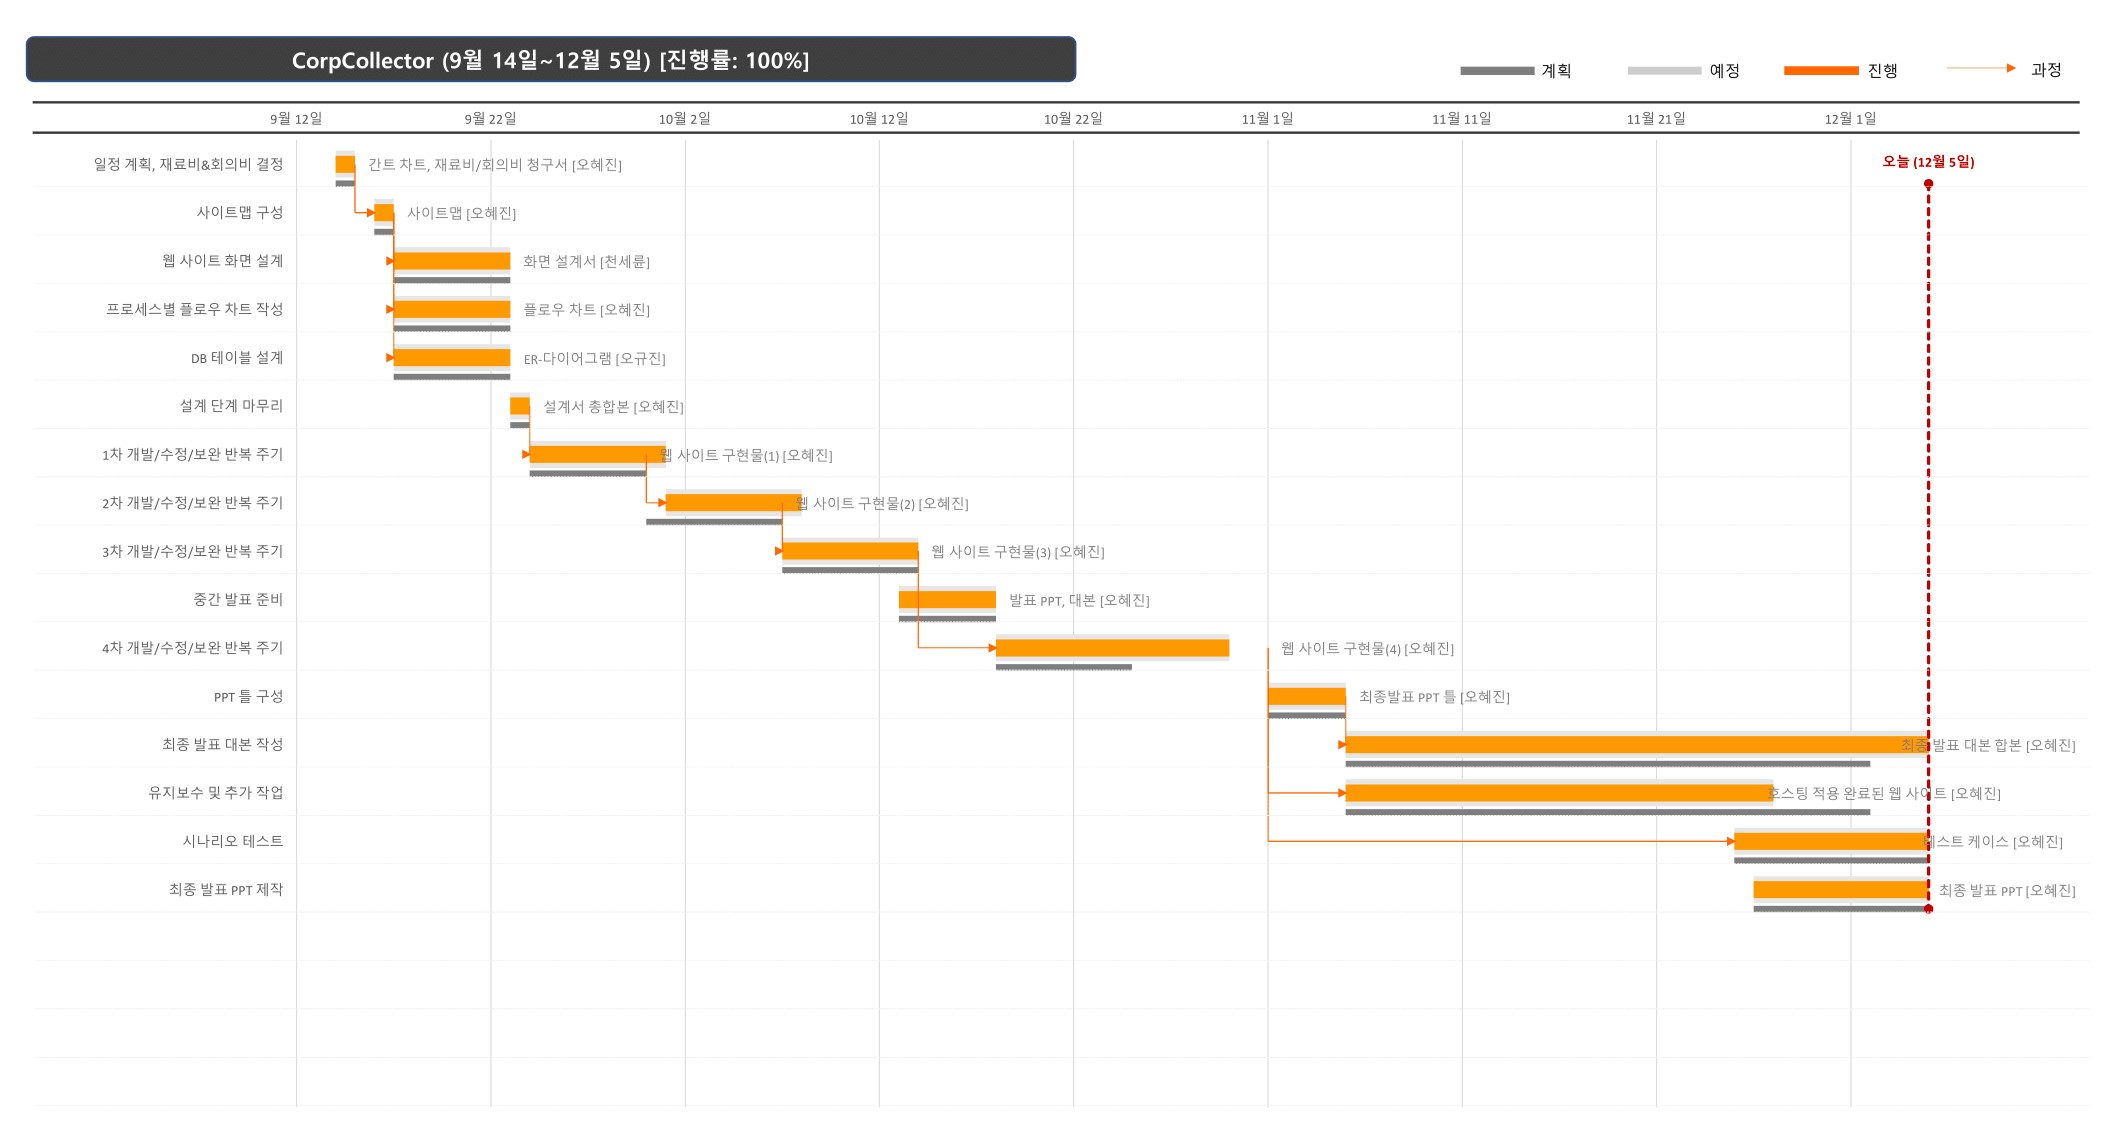 CorpCollector (9월 14일~12월 5일) [진행률: 100%]
계획 예정 진행 과정
9월 12일 9월 22일 10월 2일 10월 12일 10월 22일 11월 1일 11월 11일 11월 21일 12월 1일
오늘 (12월 5일)
일정 계획, 재료비&회의비 결정 간트 차트, 재료비/회의비 청구서 [오혜진]
사이트맵 구성 사이트맵 [오혜진]
웹 사이트 화면 설계 화면 설계서 [천세륜]
프로세스별 플로우 차트 작성 플로우 차트 [오혜진]
DB 테이블 설계 ER-다이어그램 [오규진]
설계 단계 마무리 설계서 총합본 [오혜진]
1차 개발/수정/보완 반복 주기 웹 사이트 구현물(1) [오혜진]
2차 개발/수정/보완 반복 주기 웹 사이트 구현물(2) [오혜진]
3차 개발/수정/보완 반복 주기 웹 사이트 구현물(3) [오혜진]
중간 발표 준비 발표 PPT, 대본 [오혜진]
4차 개발/수정/보완 반복 주기 웹 사이트 구현물(4) [오혜진]
PPT 틀 구성 최종발표 PPT 틀 [오혜진]
최종 발표 대본 작성 최종 발표 대본 합본 [오혜진]
유지보수 및 추가 작업 호스팅 적용 완료된 웹 사이트 [오혜진]
시나리오 테스트 테스트 케이스 [오혜진]
최종 발표 PPT 제작 최종 발표 PPT [오혜진]